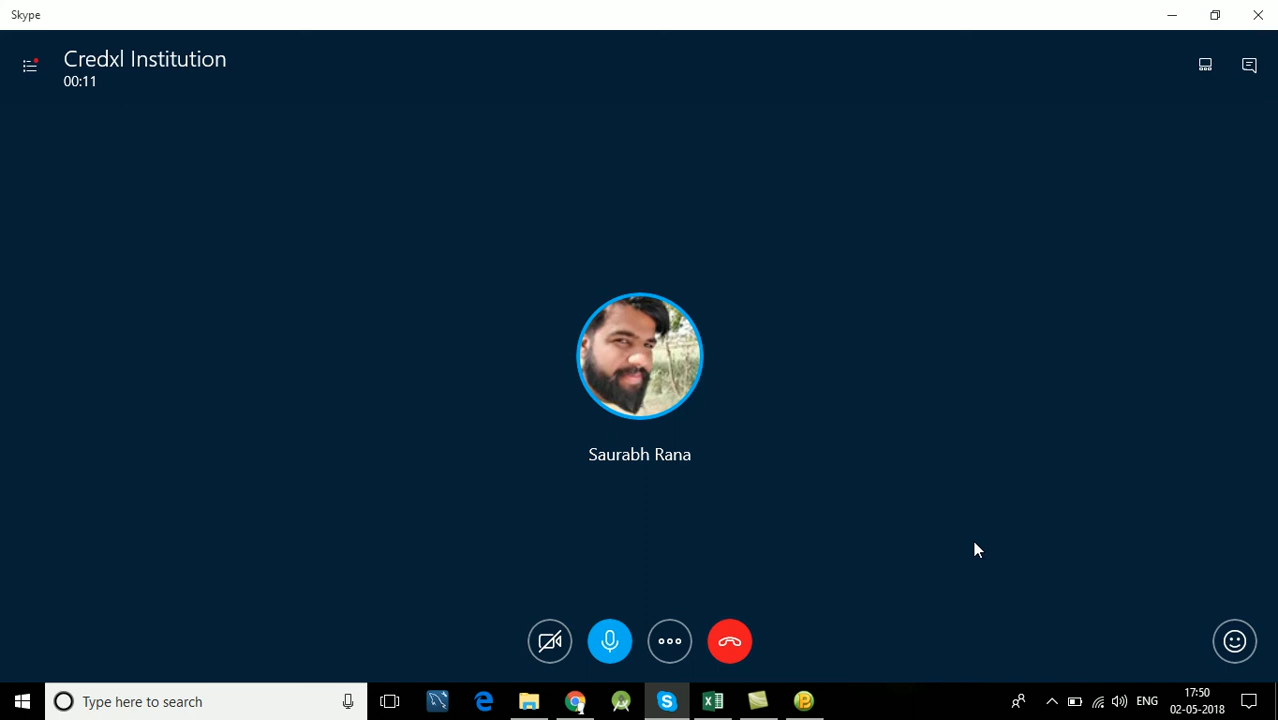 Skype
Credxl Institution
00:11
Saurabh Rana
Type here to search
ENG
17:50
02-05-2018